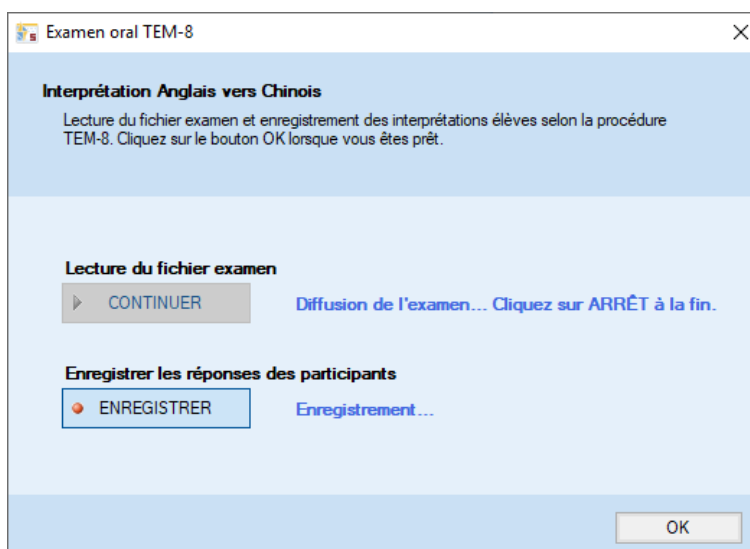 Examen oral TEM-8
Interprétation Anglais vers Chinois
Lecture du fichier examen et enregistrement des interprétations élèves selon la procédure
TEM-8. Cliquez sur le bouton OK lorsque vous êtes prêt.
Lecture du fichier examen
CONTINUER Diffusion de l'examen... Cliquez sur ARRÊT à la fin.
Enregistrer les réponses des participants
ENREGISTRER Enregistrement...
OK